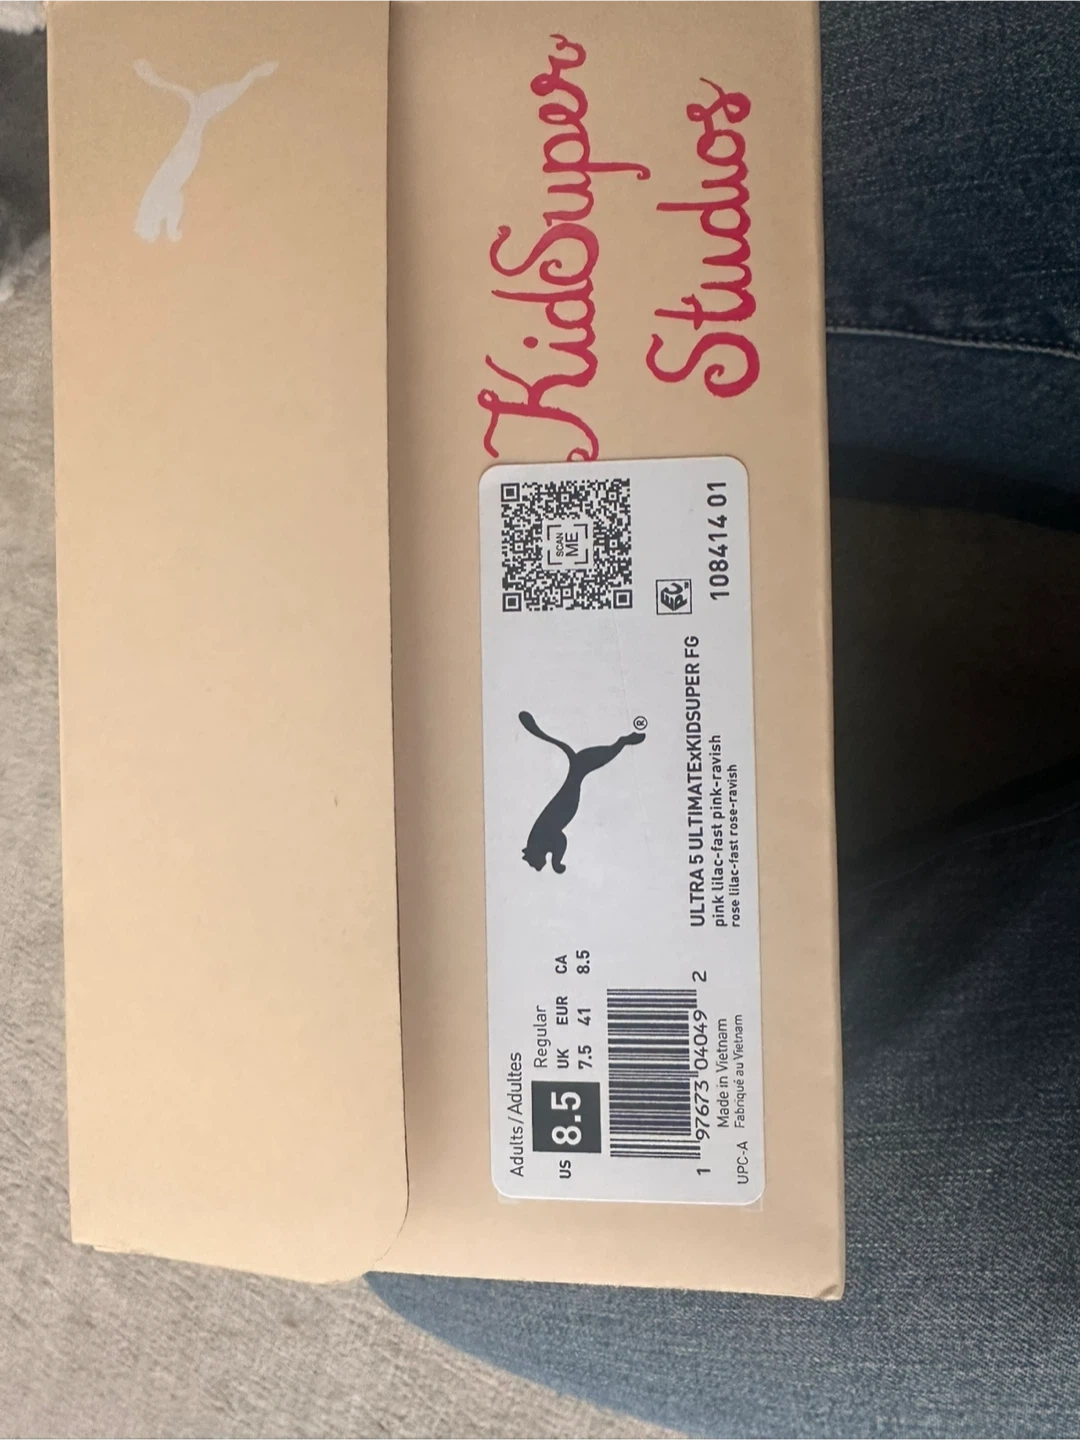 KidSuper
Studios
Adults/Adultes
US 8.5
Regular
UK EUR CA
7.5 41 8.5
1 97673 04049 2
Made in Vietnam
UPC-A Fabriqué au Vietnam
®
ULTRA 5 ULTIMATExKIDSUPER FG
pink lilac-fast pink-ravish
rose lilac-fast rose-ravish
SCAN
ME
108414 01